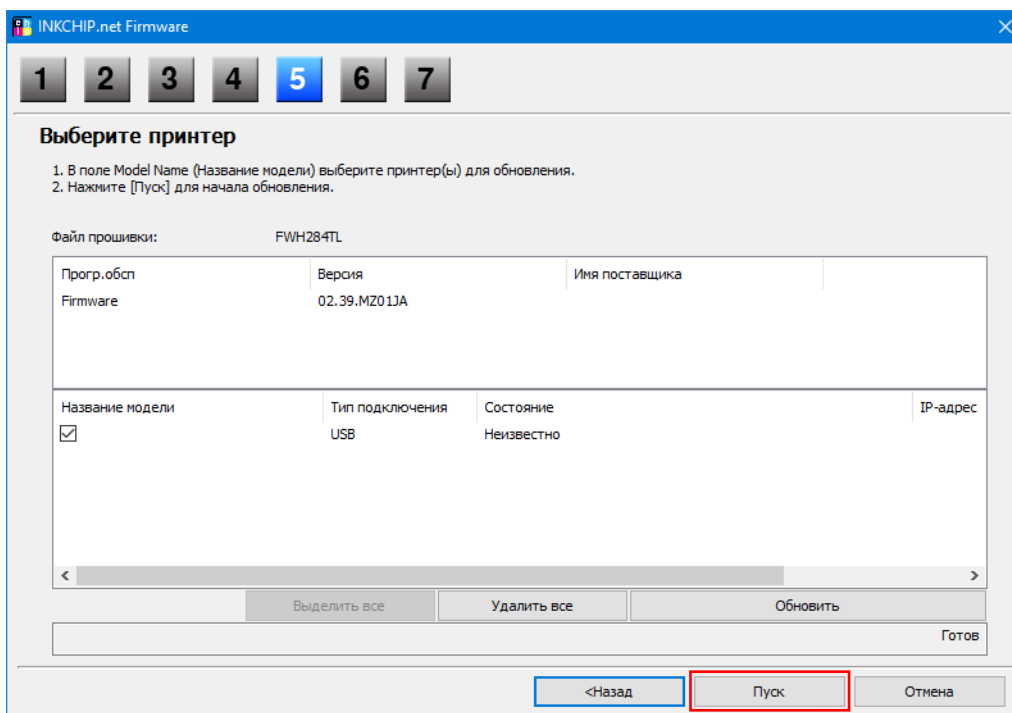 INKCHIP.net Firmware
1 2 3 4 5 6 7
Выберите принтер
1. В поле Model Name (Название модели) выберите принтер(ы) для обновления.
2. Нажмите [Пуск] для начала обновления.
Файл прошивки: FWH284TL
Прогр.обсп Версия Имя поставщика
Firmware 02.39.MZ01JA
Название модели Тип подключения Состояние IP-адрес
USB Неизвестно
Выделить все Удалить все Обновить
Готов
<Назад Пуск Отмена